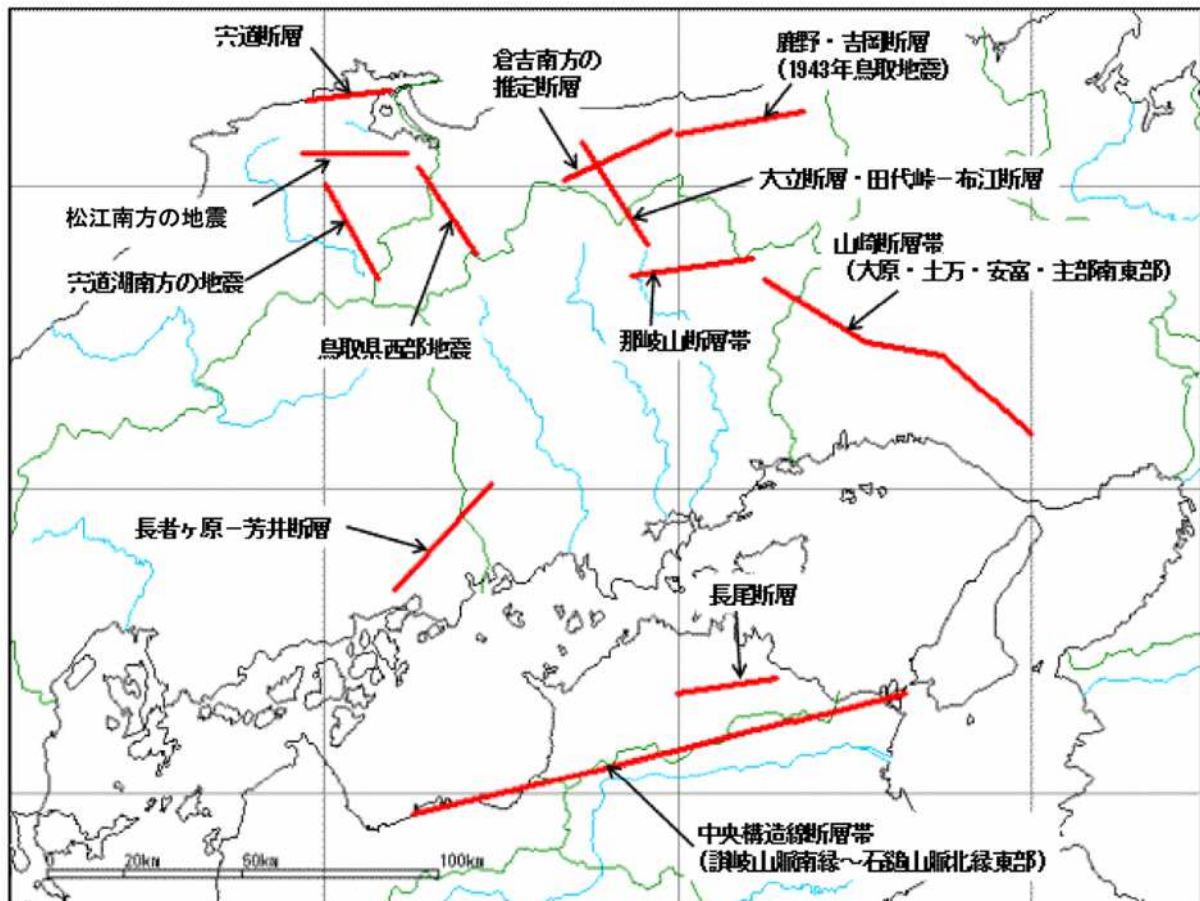 宍道断層
倉吉南方の
推定断層
鹿野・吉岡断層
(1943年鳥取地震)
大立断層・田代峠－布江断層
松江南方の地震
宍道湖南方の地震
鳥取県西部地震
山崎断層帯
(大原・土万・安富・主部南東部)
那岐山断層帯
長者ヶ原－芳井断層
長尾断層
中央構造線断層帯
(讃岐山脈南縁～石鎚山脈北縁東部)
0 20km 50km 100km